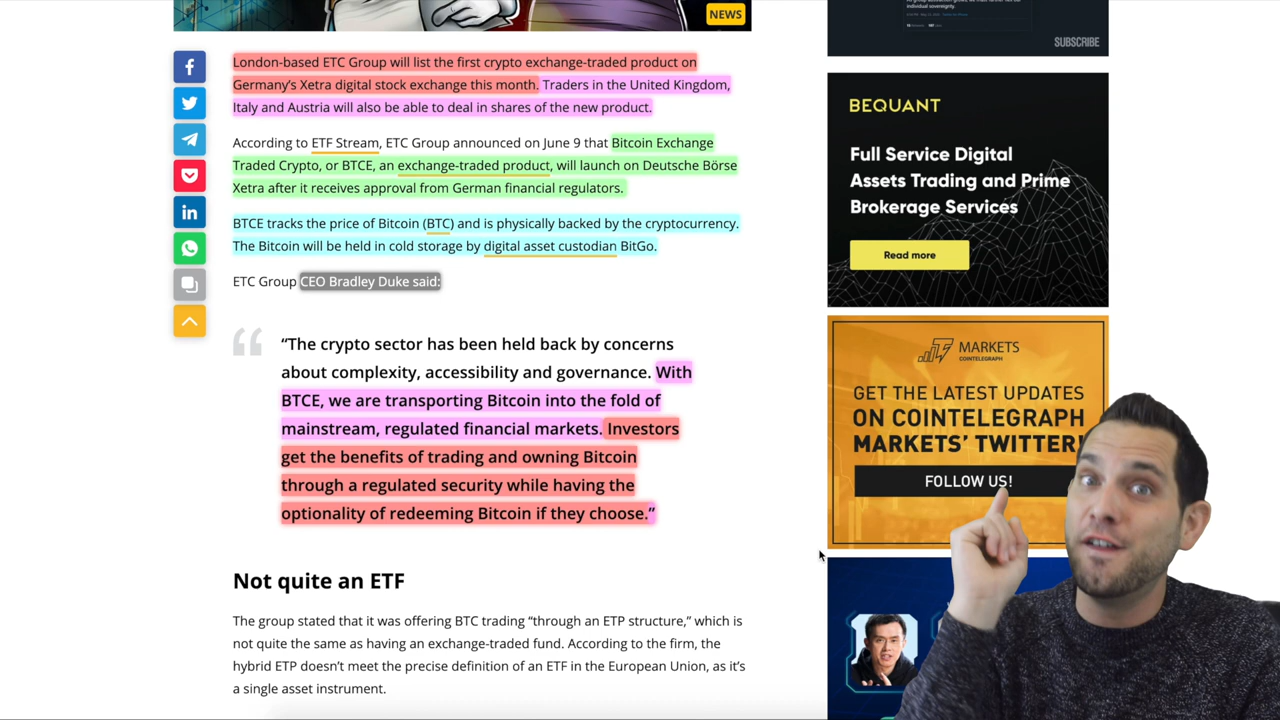 NEWS
London-based ETC Group will list the first crypto exchange-traded product on
Germany's Xetra digital stock exchange this month. Traders in the United Kingdom,
Italy and Austria will also be able to deal in shares of the new product.
According to ETF Stream, ETC Group announced on June 9 that Bitcoin Exchange
Traded Crypto, or BTCE, an exchange-traded product, will launch on Deutsche Börse
Xetra after it receives approval from German financial regulators.
BTCE tracks the price of Bitcoin (BTC) and is physically backed by the cryptocurrency.
The Bitcoin will be held in cold storage by digital asset custodian BitGo.
ETC Group CEO Bradley Duke said:
“The crypto sector has been held back by concerns
about complexity, accessibility and governance. With
BTCE, we are transporting Bitcoin into the fold of
mainstream, regulated financial markets. Investors
get the benefits of trading and owning Bitcoin
through a regulated security while having the
optionality of redeeming Bitcoin if they choose.”
Not quite an ETF
The group stated that it was offering BTC trading “through an ETP structure,” which is
not quite the same as having an exchange-traded fund. According to the firm, the
hybrid ETP doesn't meet the precise definition of an ETF in the European Union, as it's
a single asset instrument.
individual sovereignty.
SUBSCRIBE
BEQUANT
Full Service Digital
Assets Trading and Prime
Brokerage Services
Read more
MARKETS
COINTELEGRAPH
GET THE LATEST UPDATES
ON COINTELEGRAPH
MARKETS' TWITTER!
FOLLOW US!